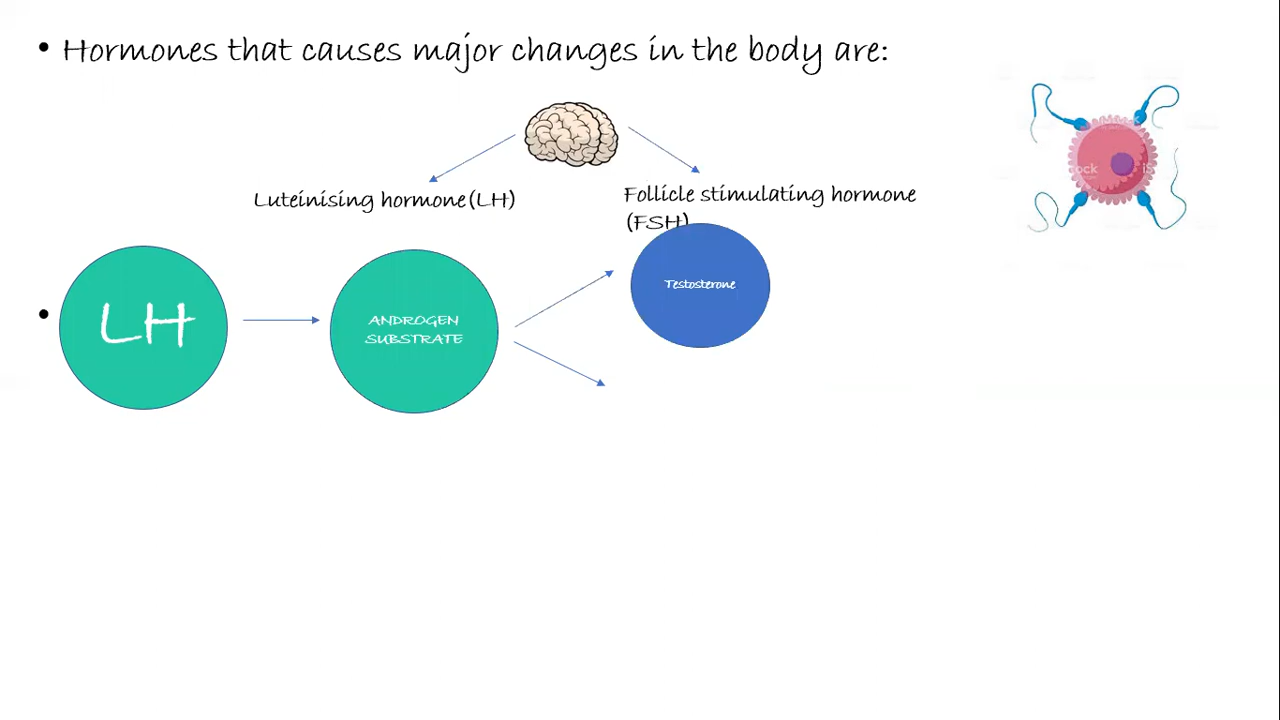 • Hormones that causes major changes in the body are:
Luteinising hormone(LH)
Follicle stimulating hormone
(FSH)
Testosterone
• LH
ANDROGEN
SUBSTRATE